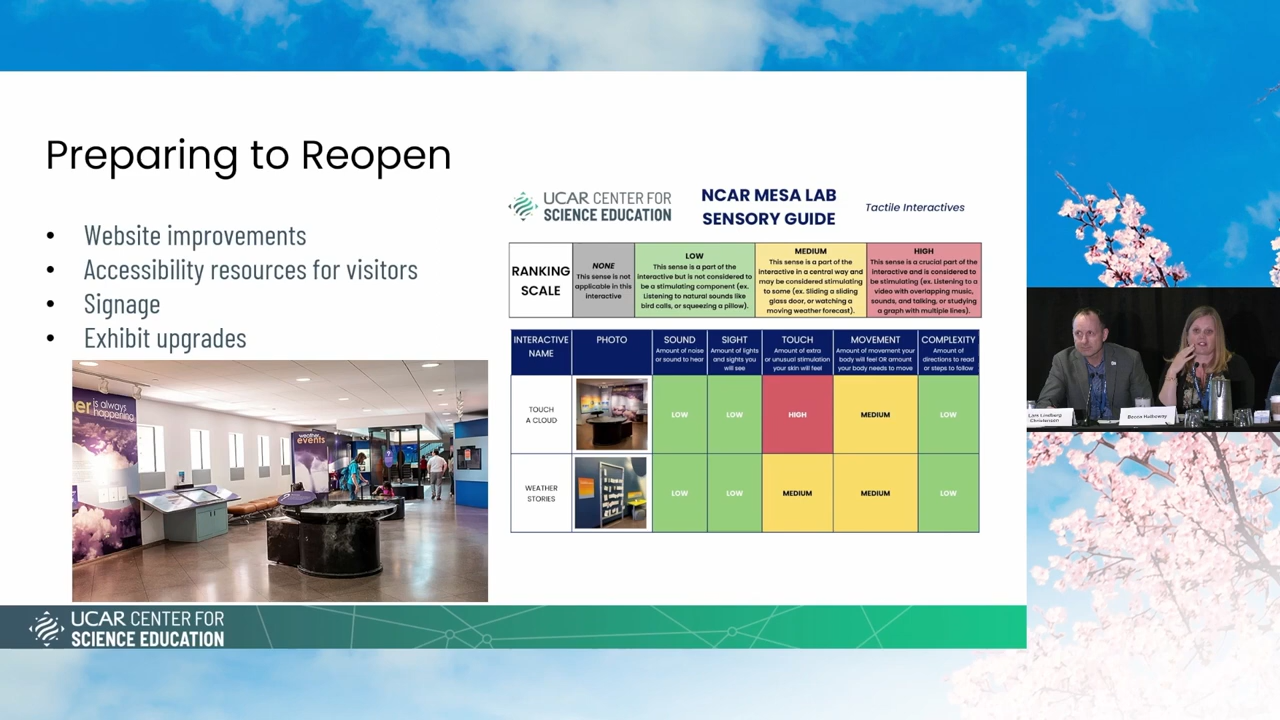 Preparing to Reopen
• Website improvements
• Accessibility resources for visitors
• Signage
• Exhibit upgrades
er is always
happening.
weather
events
UCAR CENTER FOR
SCIENCE EDUCATION
NCAR MESA LAB
SENSORY GUIDE
Tactile Interactives
RANKING
SCALE
NONE
This sense is not
applicable in this
interactive
LOW
This sense is a part of the
interactive but is not considered to
be a stimulating component (ex.
Listening to natural sounds like
bird calls, or squeezing a pillow).
MEDIUM
This sense is a part of the
interactive in a central way and
may be considered stimulating
to some (ex. Sliding a sliding
glass door, or watching a
moving weather forecast).
HIGH
This sense is a crucial part of the
interactive and is considered to
be stimulating (ex. Listening to a
video with overlapping music,
sounds, and talking, or studying
a graph with multiple lines).
INTERACTIVE
NAME
PHOTO
SOUND
Amount of noise
or sound to hear
SIGHT
Amount of lights
and sights you
will see
TOUCH
Amount of extra
or unusual stimulation
your skin will feel
MOVEMENT
Amount of movement your
body will feel OR amount
your body needs to move
COMPLEXITY
Amount of
directions to read
or steps to follow
TOUCH
A CLOUD
LOW
LOW
HIGH
MEDIUM
LOW
WEATHER
STORIES
LOW
LOW
MEDIUM
MEDIUM
LOW
Lars Lindberg
Christensen
Becca Hatheway
UCAR CENTER FOR
SCIENCE EDUCATION